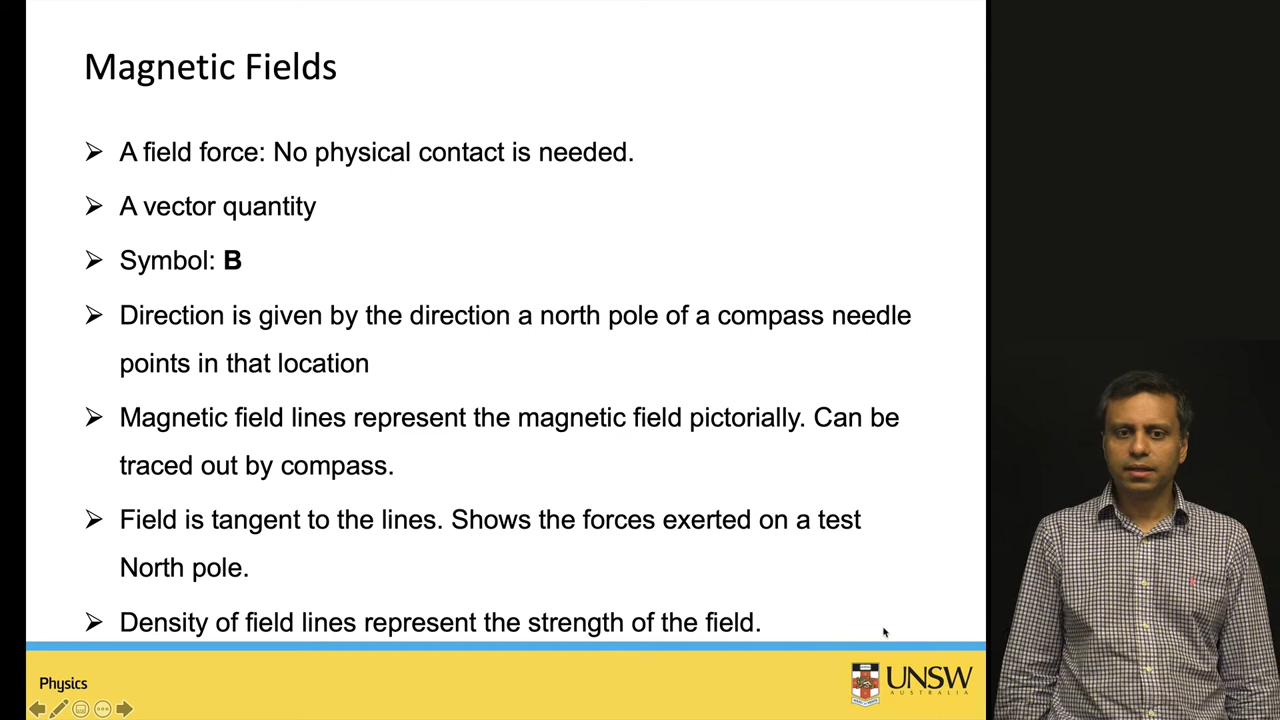 Magnetic Fields
➢ A field force: No physical contact is needed.
➢ A vector quantity
➢ Symbol: B
➢ Direction is given by the direction a north pole of a compass needle
points in that location
➢ Magnetic field lines represent the magnetic field pictorially. Can be
traced out by compass.
➢ Field is tangent to the lines. Shows the forces exerted on a test
North pole.
➢ Density of field lines represent the strength of the field.
Physics
UNSW
AUSTRALIA